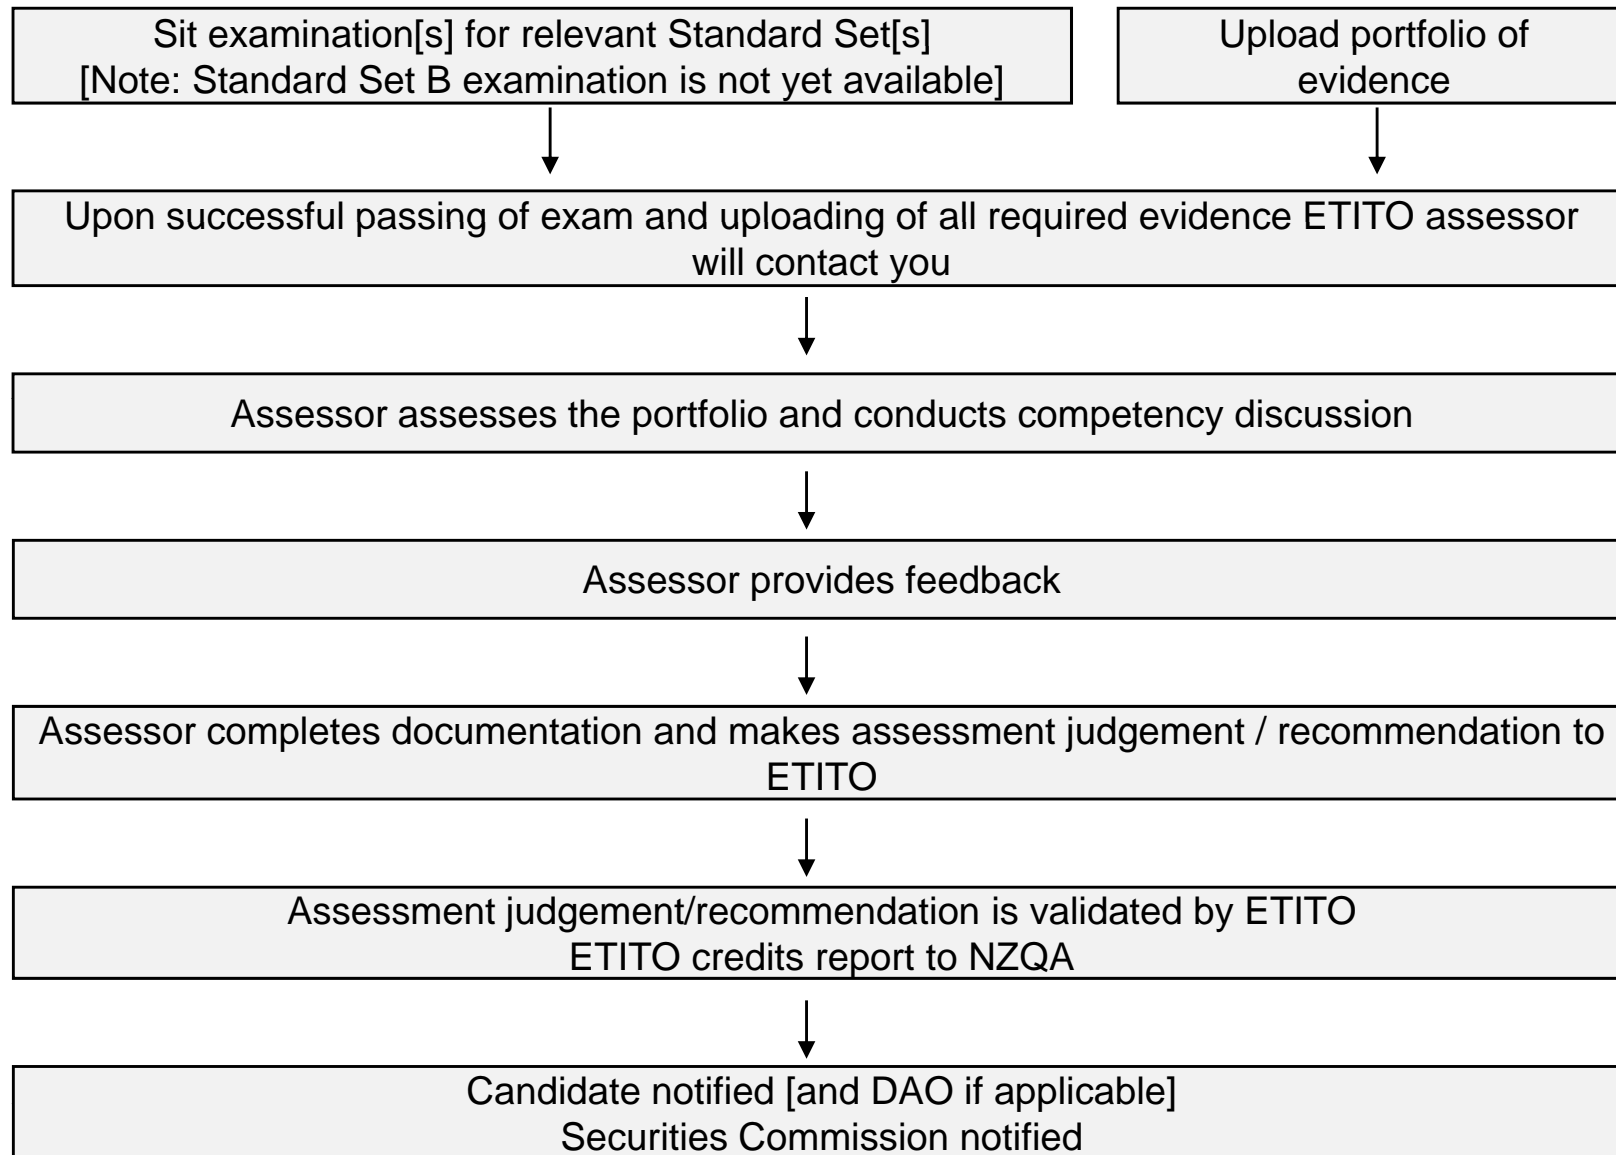 Sit examination[s] for relevant Standard Set[s]
[Note: Standard Set B examination is not yet available]
Upload portfolio of
evidence
Upon successful passing of exam and uploading of all required evidence ETITO assessor
will contact you
Assessor assesses the portfolio and conducts competency discussion
Assessor provides feedback
Assessor completes documentation and makes assessment judgement / recommendation to
ETITO
Assessment judgement/recommendation is validated by ETITO
ETITO credits report to NZQA
Candidate notified [and DAO if applicable]
Securities Commission notified